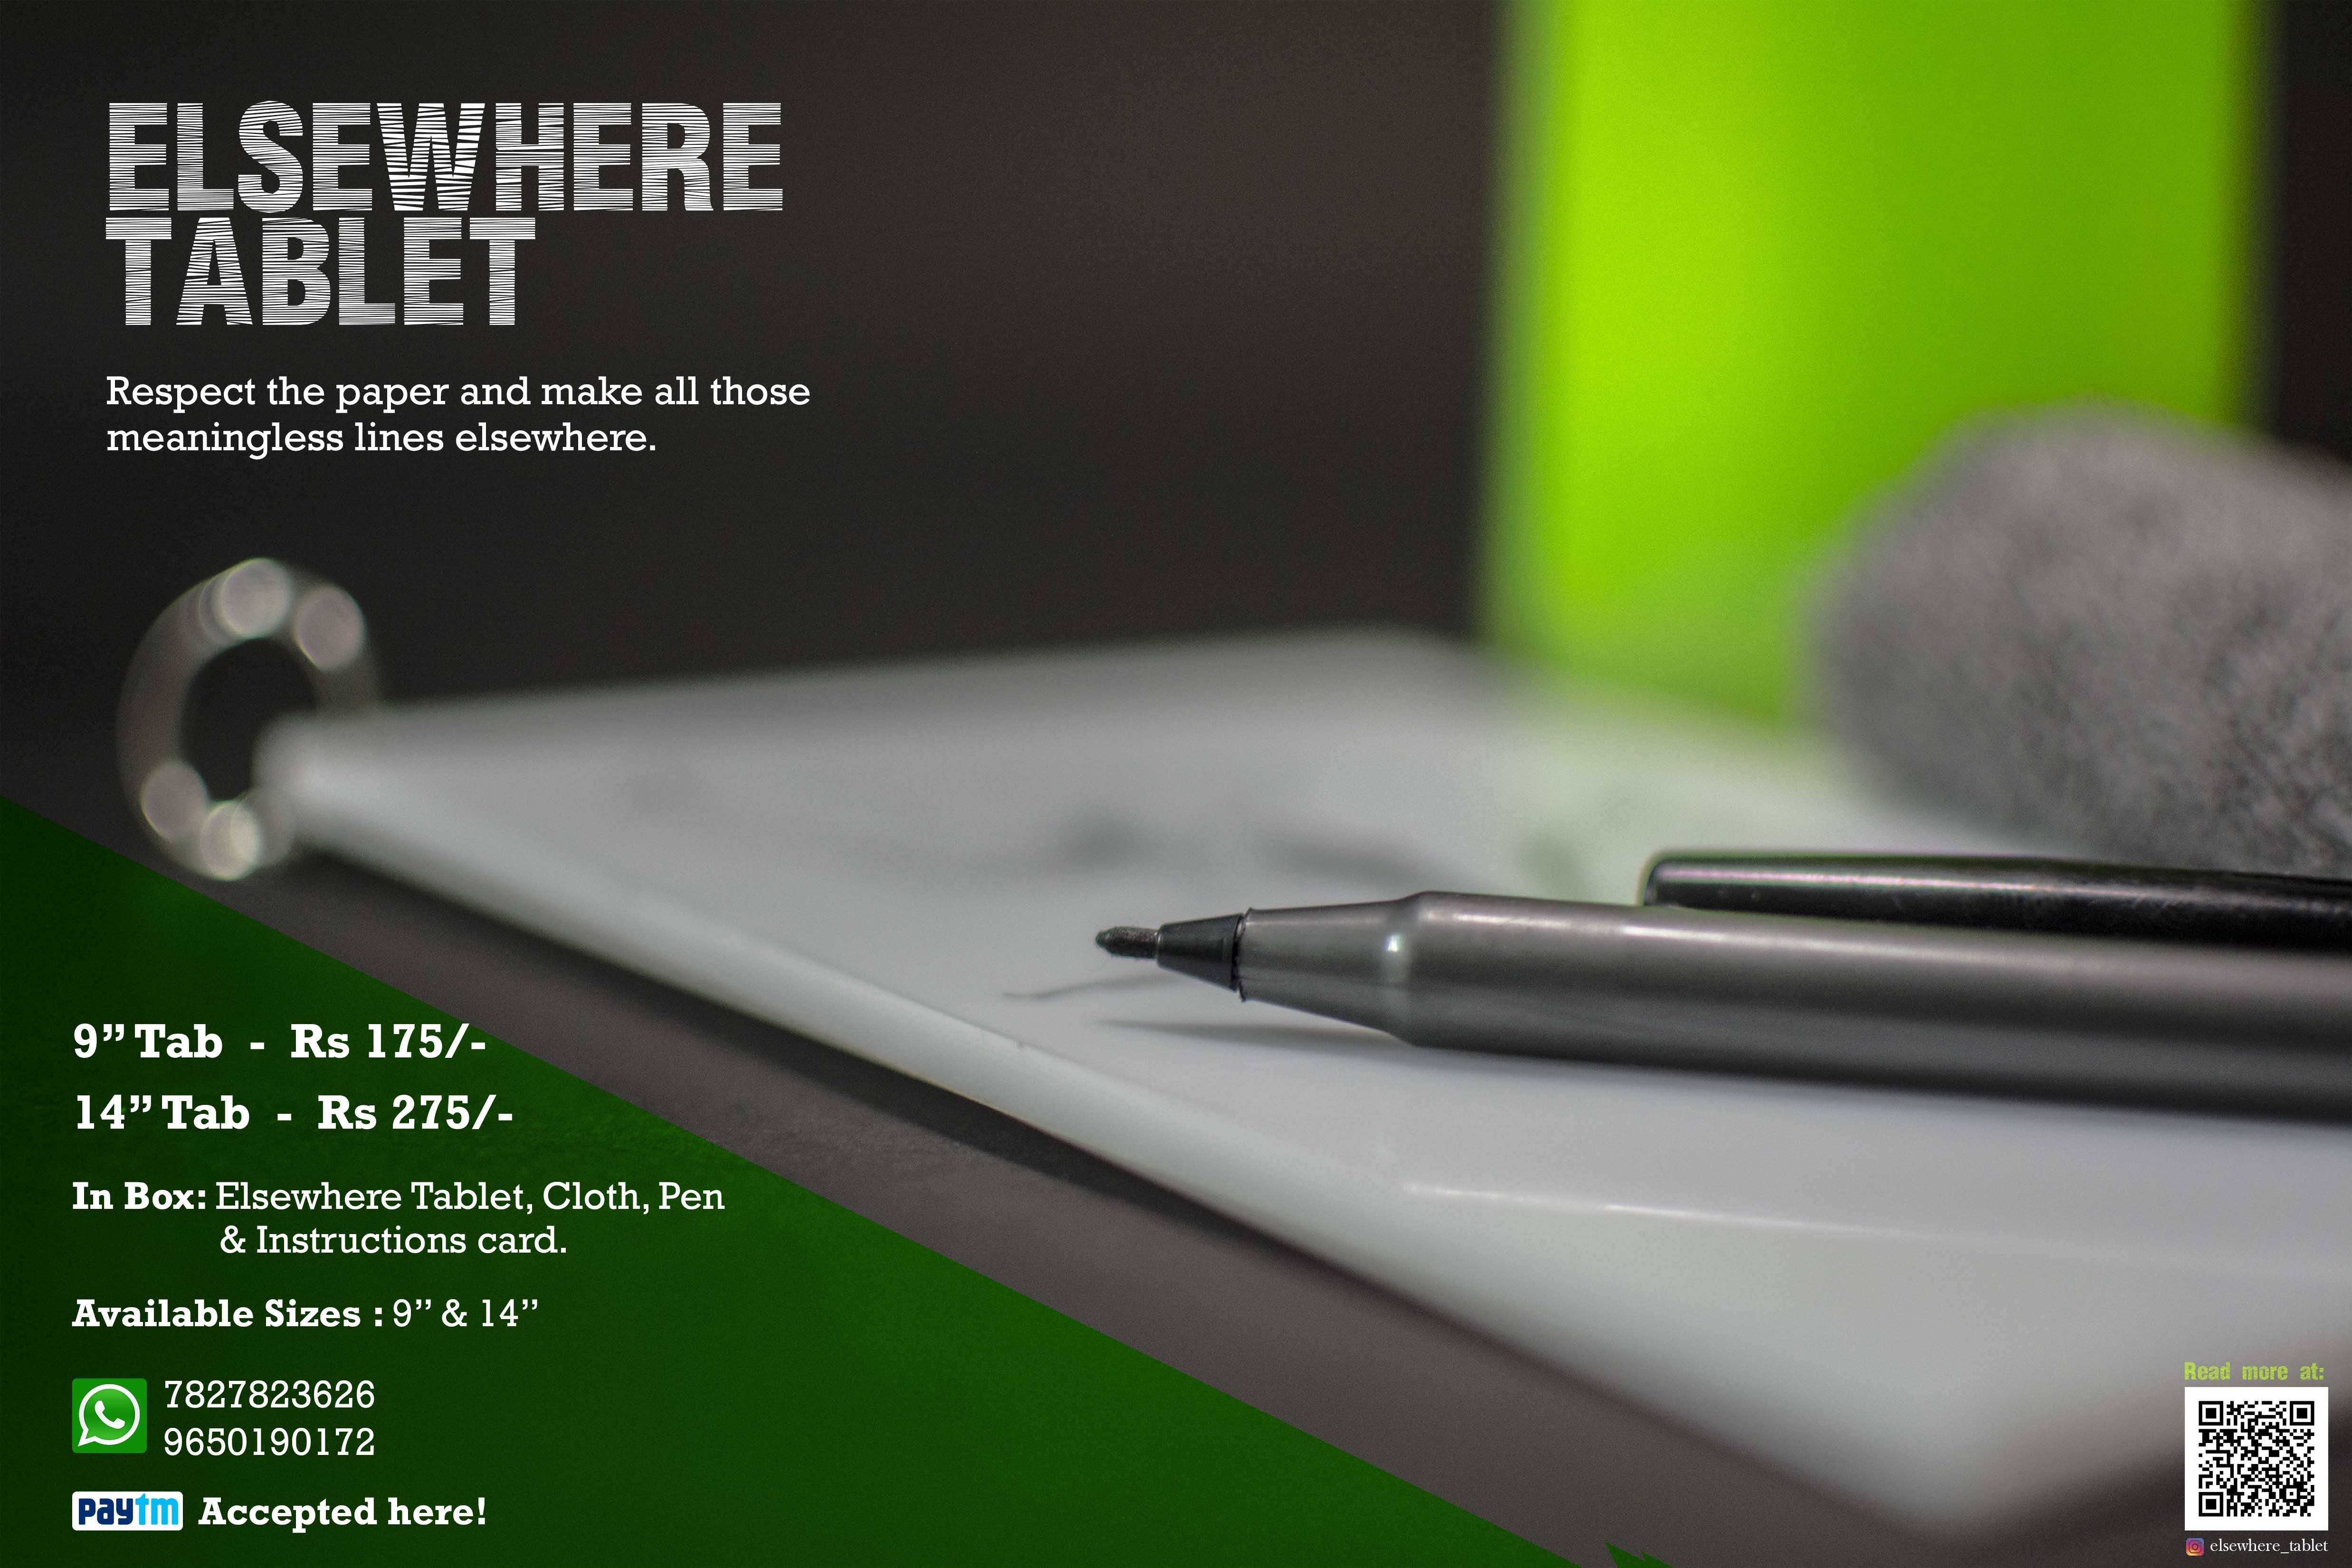 ELSEWHERE
TABLET
Respect the paper and make all those
meaningless lines elsewhere.
9” Tab - Rs 175/-
14” Tab - Rs 275/-
In Box: Elsewhere Tablet, Cloth, Pen
& Instructions card.
Available Sizes : 9” & 14”
7827823626
9650190172
paytm Accepted here!
Read more at:
elsewhere_tablet